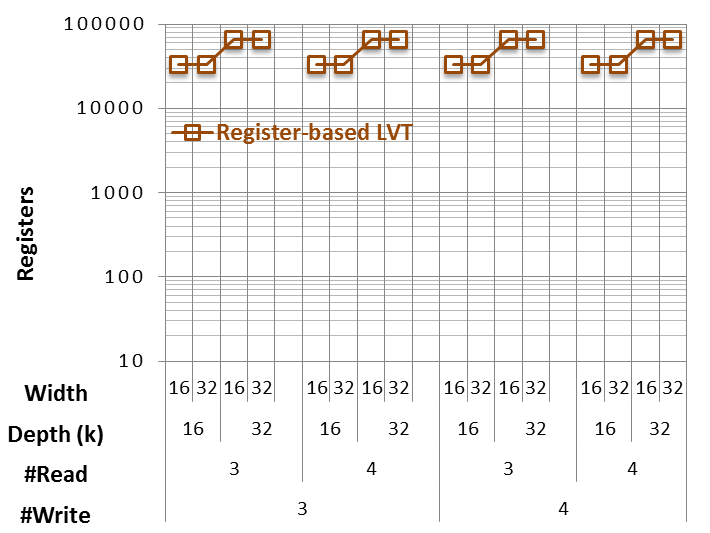 100000
10000
Register-based LVT
1000
100
10
Registers
Width 16 32 16 32 16 32 16 32 16 32 16 32 16 32 16 32
Depth (k) 16 32 16 32 16 32 16 32
#Read 3 4 3 4
#Write 3 4